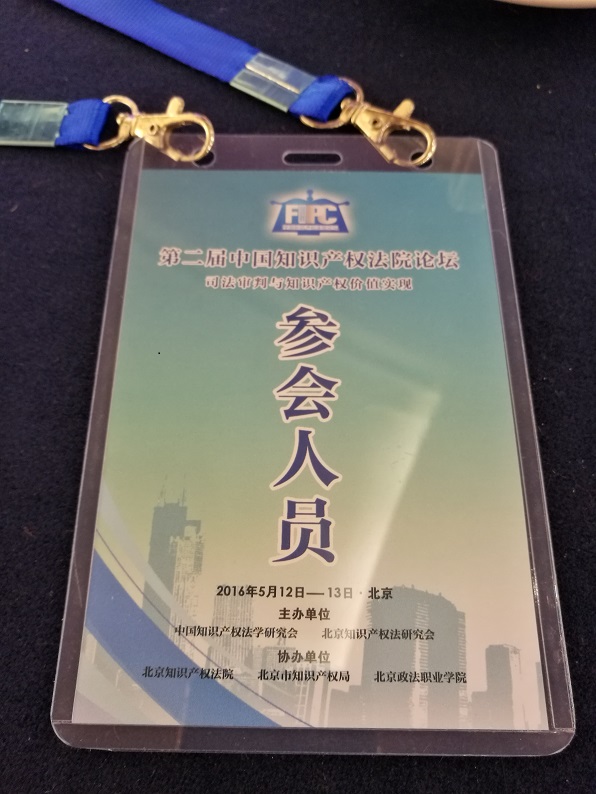 FIPC
第二届中国知识产权法院论坛
司法审判与知识产权价值实现
参会人员
2016年5月12日——13日·北京
主办单位
中国知识产权法学研究会 北京知识产权法研究会
协办单位
北京知识产权法院 北京市知识产权局 北京政法职业学院